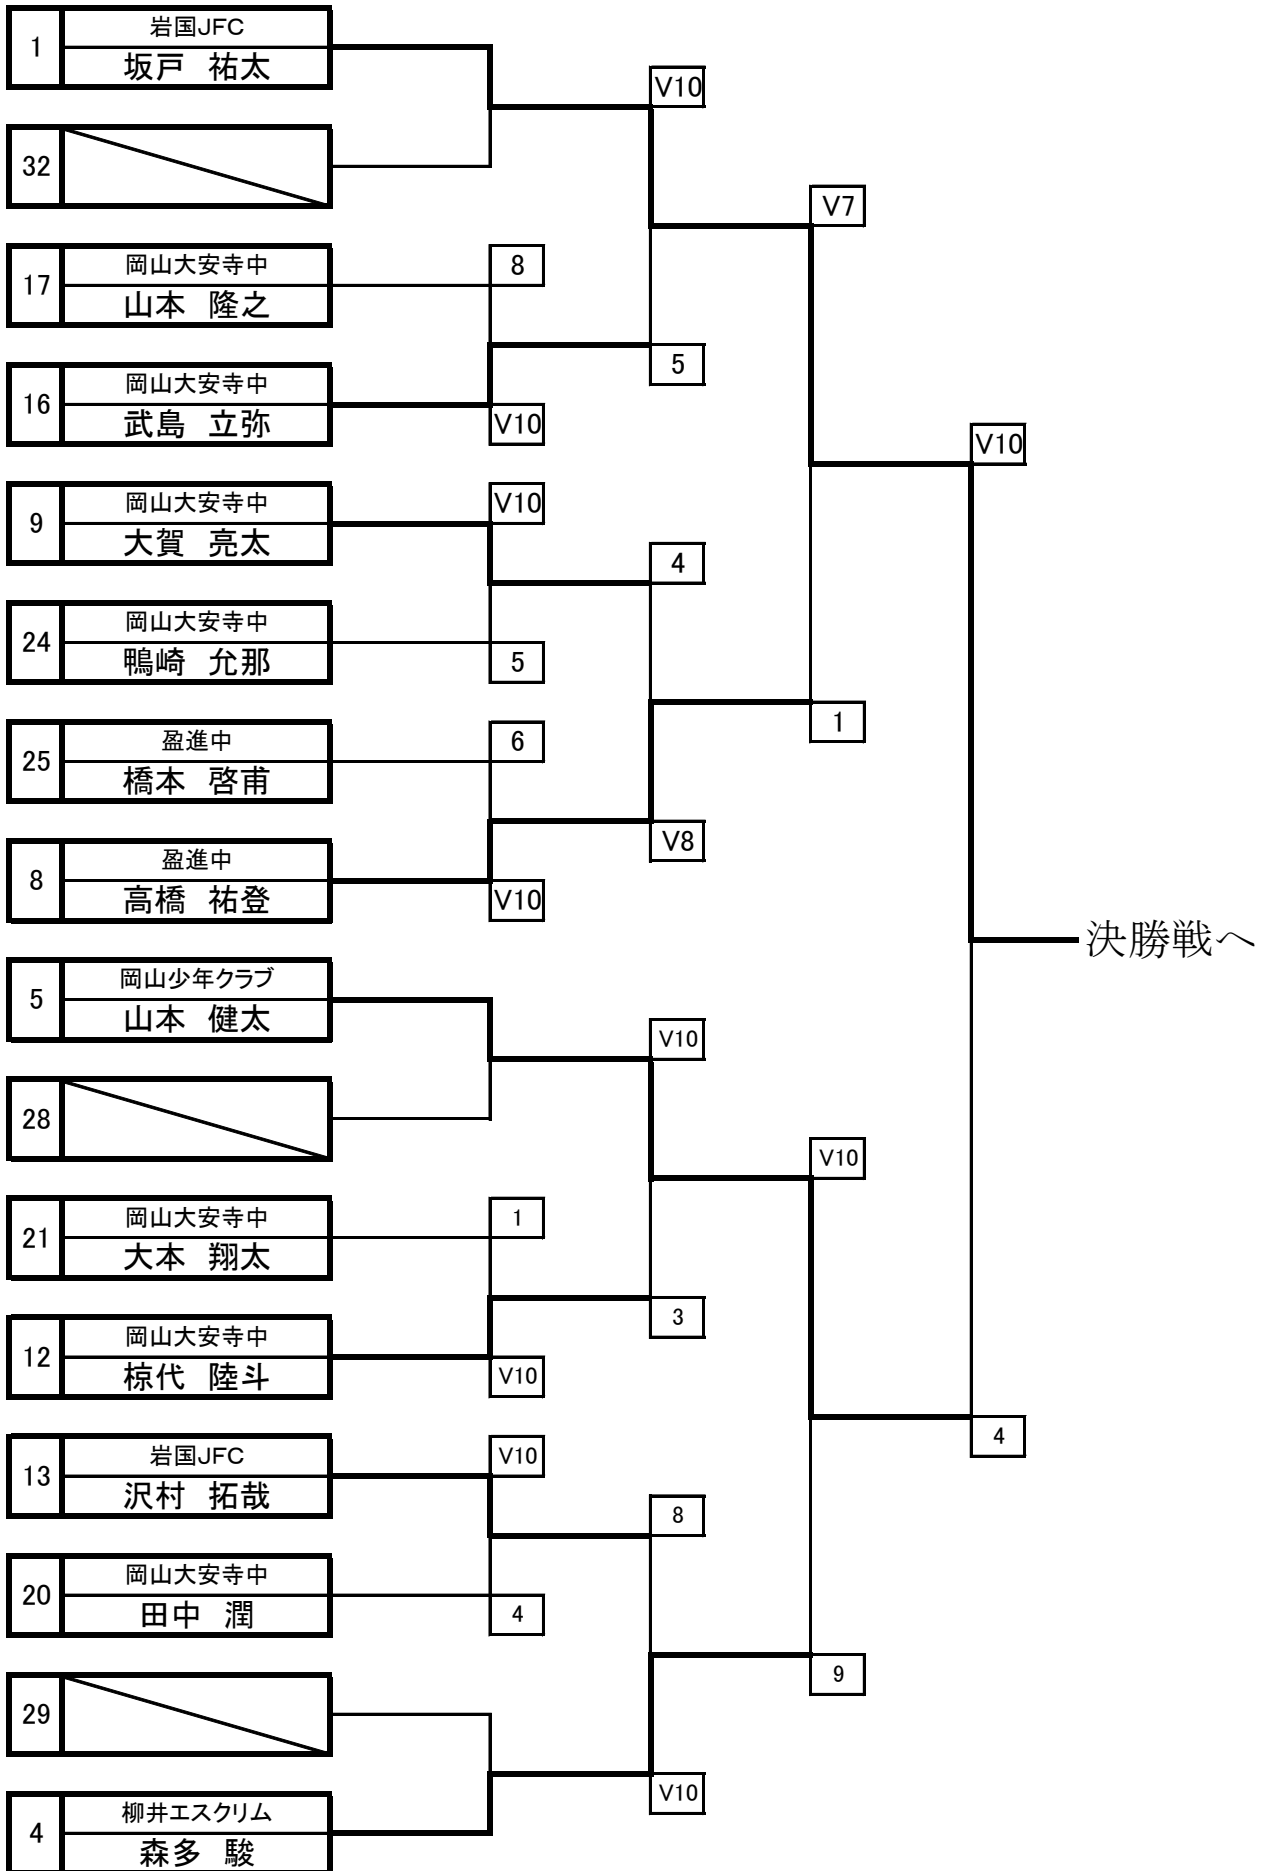 岩国JFC
1
坂戸　祐太
V10
32
V7
岡山大安寺中
17
山本　隆之
8
5
岡山大安寺中
16
武島　立弥
V10
V10
岡山大安寺中
9
大賀　亮太
V10
4
岡山大安寺中
24
鴨崎　允那
5
1
盈進中
25
橋本　啓甫
6
V8
盈進中
8
高橋　祐登
V10
決勝戦へ
岡山少年クラブ
5
山本　健太
V10
28
V10
岡山大安寺中
21
大本　翔太
1
3
岡山大安寺中
12
椋代　陸斗
V10
4
岩国JFC
13
沢村　拓哉
V10
8
岡山大安寺中
20
田中　潤
4
9
29
V10
柳井エスクリム
4
森多　駿